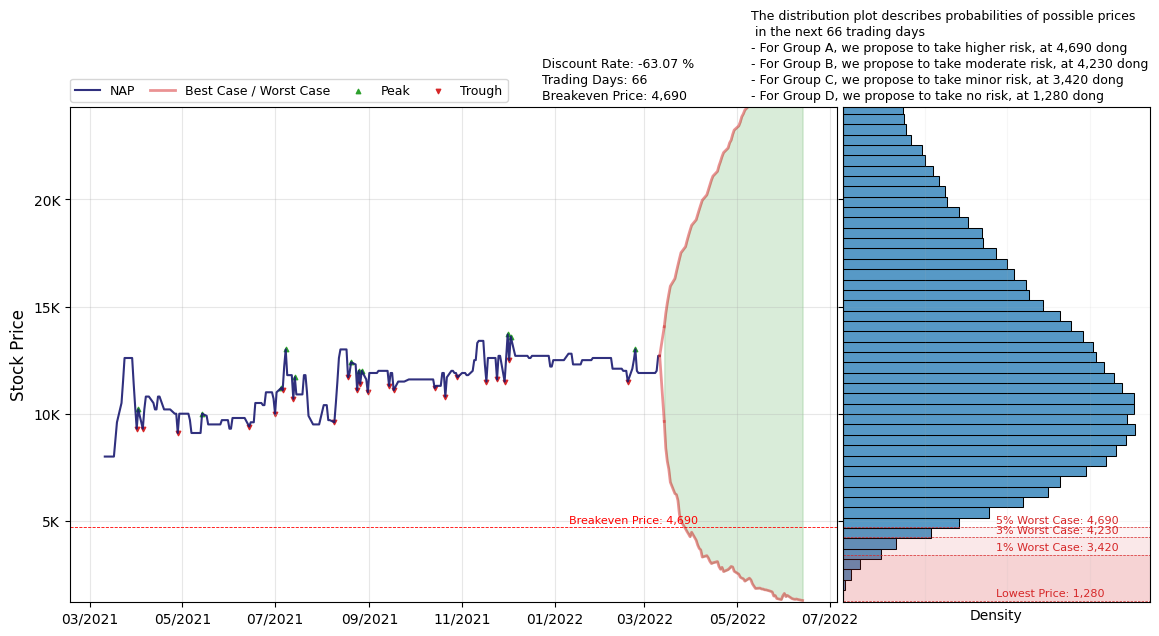 The distribution plot describes probabilities of possible prices
in the next 66 trading days
- For Group A, we propose to take higher risk, at 4,690 dong
- For Group B, we propose to take moderate risk, at 4,230 dong
- For Group C, we propose to take minor risk, at 3,420 dong
- For Group D, we propose to take no risk, at 1,280 dong
Discount Rate: -63.07 %
Trading Days: 66
Breakeven Price: 4,690
NAP
Best Case / Worst Case
Peak
Trough
Stock Price
20K
15K
10K
5K
Breakeven Price: 4,690
5% Worst Case: 4,690
3% Worst Case: 4,230
1% Worst Case: 3,420
Lowest Price: 1,280
03/2021
05/2021
07/2021
09/2021
11/2021
01/2022
03/2022
05/2022
07/2022
Density